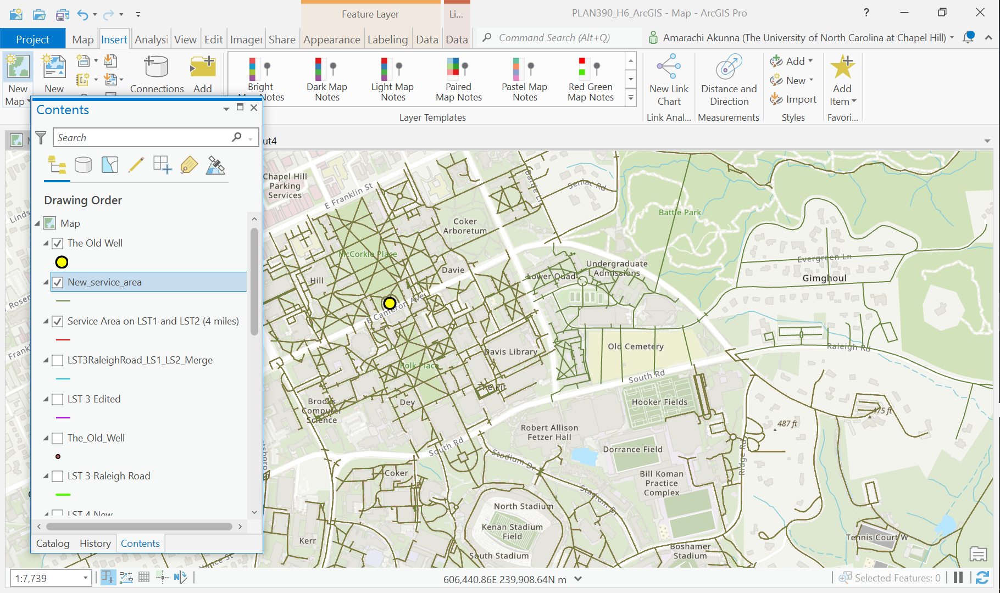 Feature Layer
Li...
PLAN390_H6_ArcGIS - Map - ArcGIS Pro
?
Project
Map
Insert
Analysi
View
Edit
Imager
Share
Appearance
Labeling
Data
Data
Command Search (Alt+Q)
Amarachi Akunna (The University of North Carolina at Chapel Hill)
New
Map
New
Connections
Add
Bright
Map Notes
Dark Map
Notes
Light Map
Notes
Paired
Map Notes
Pastel Map
Notes
Red Green
Map Notes
Layer Templates
New Link
Chart
Link Anal...
Distance and
Direction
Measurements
Add
New
Import
Styles
Add
Item
Favori...
Contents
Search
ut4
Drawing Order
Map
The Old Well
New_service_area
Service Area on LST1 and LST2 (4 miles)
LST3RaleighRoad_LS1_LS2_Merge
LST 3 Edited
The_Old_Well
LST 3 Raleigh Road
LST 4 New
Catalog
History
Contents
Chapel Hill
Parking
Services
E Franklin St
Battle Ln
Senlac Rd
Battle Park
Coker
Arboretum
McCorkle Place
Davie
Hill
Lower Quad
Undergraduate
Admissions
Evergreen Ln
Gimghoul
E Cameron Ave
Davis Library
Old Cemetery
Raleigh Rd
Polk Place
South Rd
The Pit
Brooks
Computer
Science
Dey
Hooker Fields
475 ft
487 ft
Robert Allison
Fetzer Hall
South Rd
Stadium Dr
Dorrance Field
Ridge Rd
Coker
Bill Koman
Practice
Complex
Stadium Dr
North Stadium
Kenan Stadium
Field
Kerr
South Stadium
Boshamer
Stadium
Tennis Court W
Linds
Rosem
Frankli
ance St
1:7,739
606,440.86E 239,908.64N m
Selected Features: 0